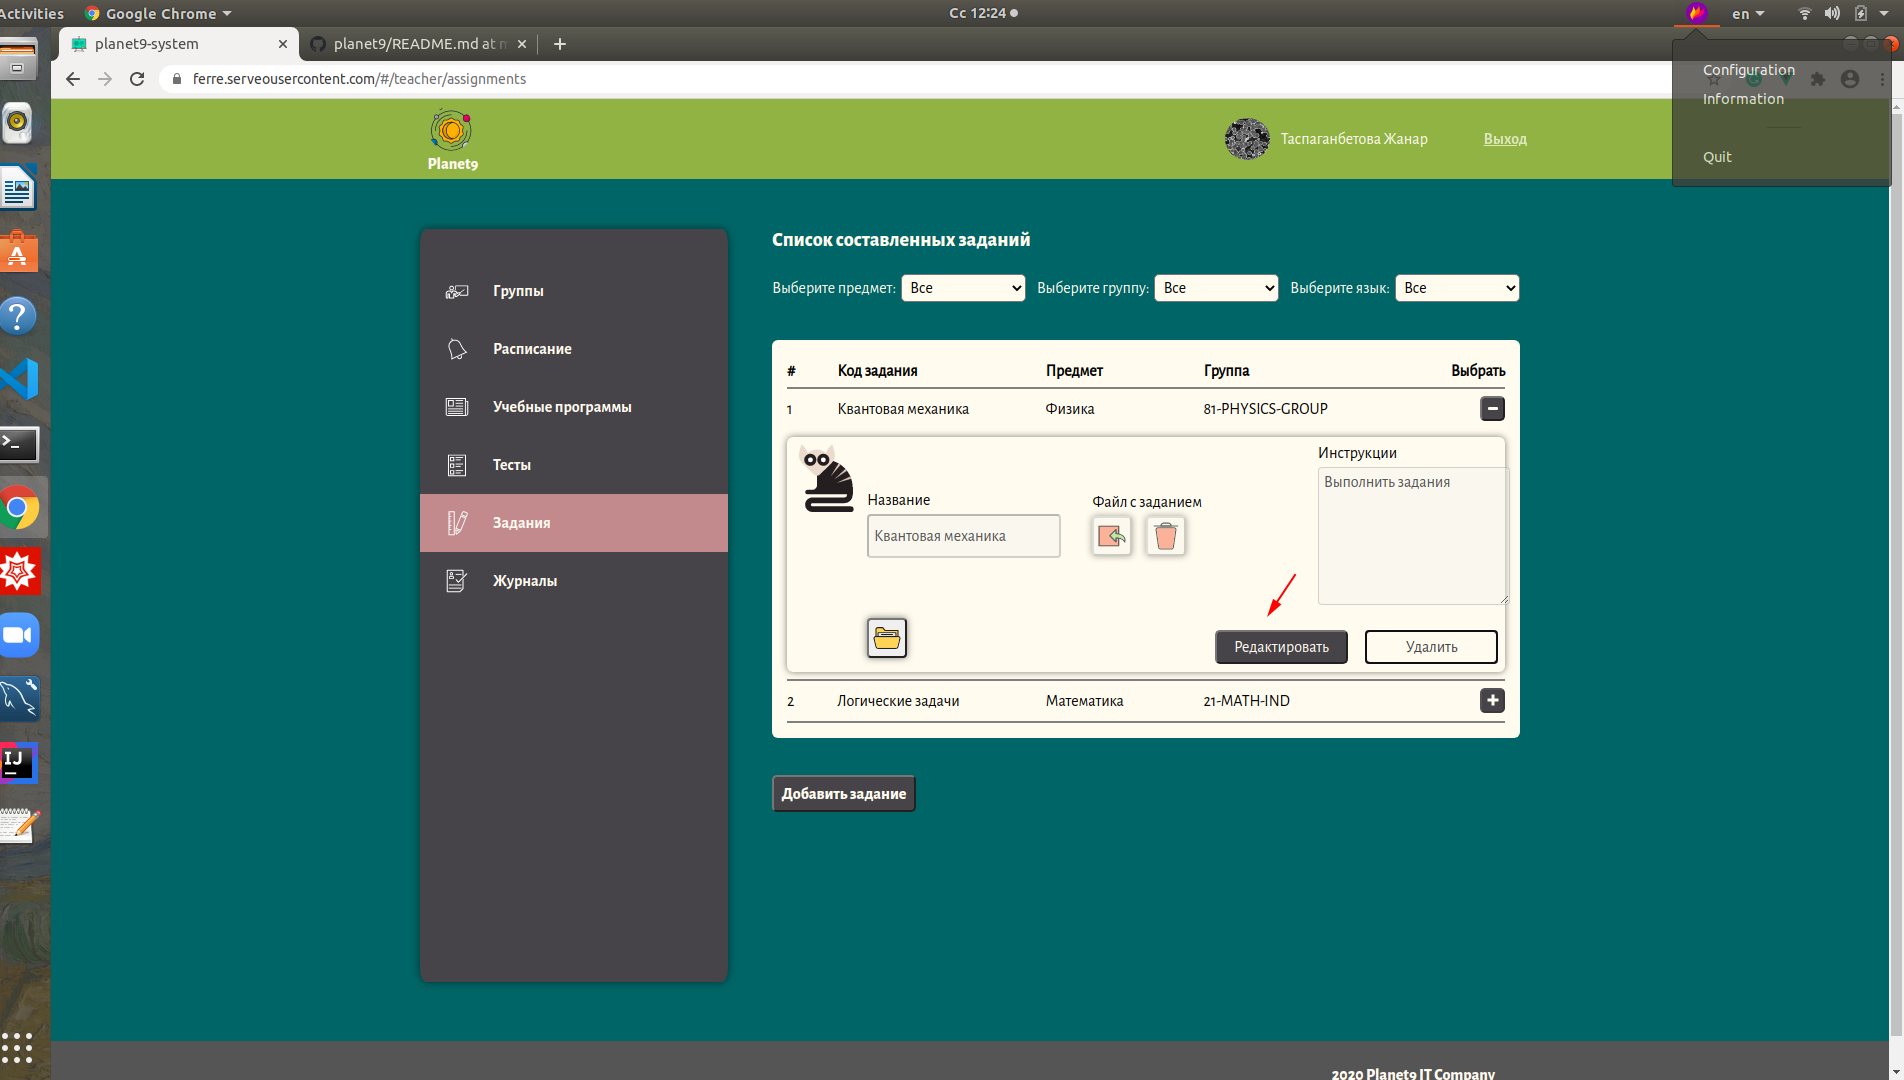 Activities
Google Chrome
Сс 12:24
en
planet9-system
planet9/README.md at m
ferre.serveousercontent.com/#/teacher/assignments
Configuration
Information
Quit
Planet9
Таспаганбетова Жанар
Выход
Группы
Расписание
Учебные программы
Тесты
Задания
Журналы
Список составленных заданий
Выберите предмет: Все
Выберите группу: Все
Выберите язык: Все
# Код задания Предмет Группа Выбрать
1 Квантовая механика Физика 81-PHYSICS-GROUP
Инструкции
Выполнить задания
Название
Файл с заданием
Квантовая механика
Редактировать
Удалить
2 Логические задачи Математика 21-MATH-IND
Добавить задание
2020 Planet9 IT Company